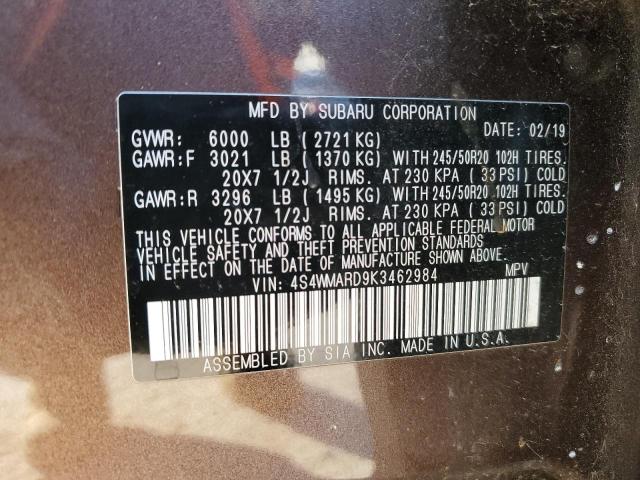 MFD BY SUBARU CORPORATION
DATE: 02/19
GVWR: 6000 LB (2721 KG)
GAWR:F 3021 LB (1370 KG) WITH 245/50R20 102H TIRES.
20X7 1/2J RIMS. AT 230 KPA (33 PSI) COLD
GAWR:R 3296 LB (1495 KG) WITH 245/50R20 102H TIRES.
20X7 1/2J RIMS. AT 230 KPA (33 PSI) COLD
THIS VEHICLE CONFORMS TO ALL APPLICABLE FEDERAL MOTOR
VEHICLE SAFETY AND THEFT PREVENTION STANDARDS
IN EFFECT ON THE DATE OF MANUFACTURE SHOWN ABOVE.
VIN: 4S4WMARD9K3462984 MPV
ASSEMBLED BY SIA INC. MADE IN U.S.A.